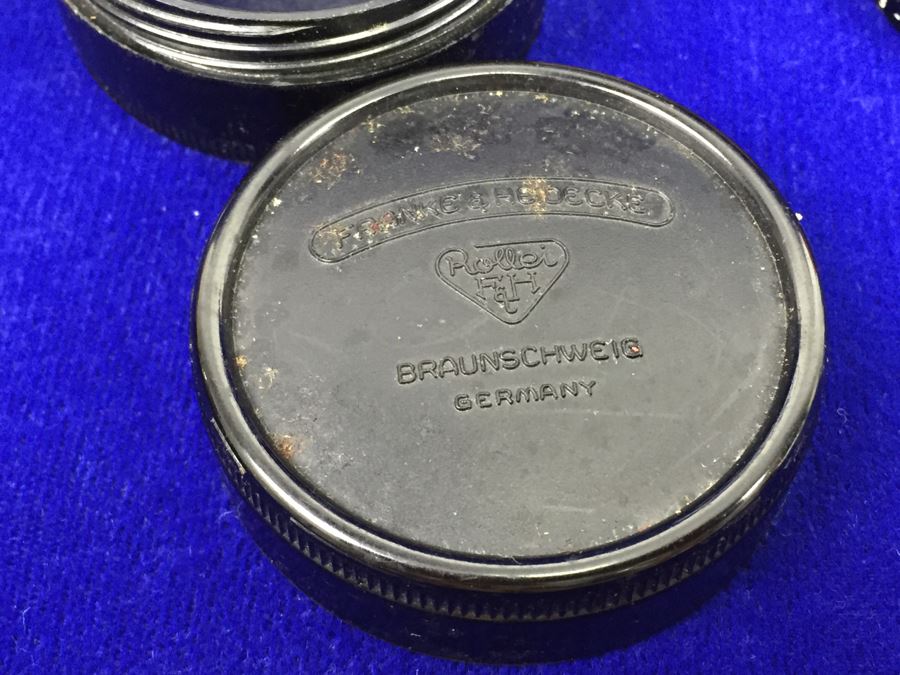 FRANKE & HEIDECKE
Rollei
F&H
BRAUNSCHWEIG
GERMANY